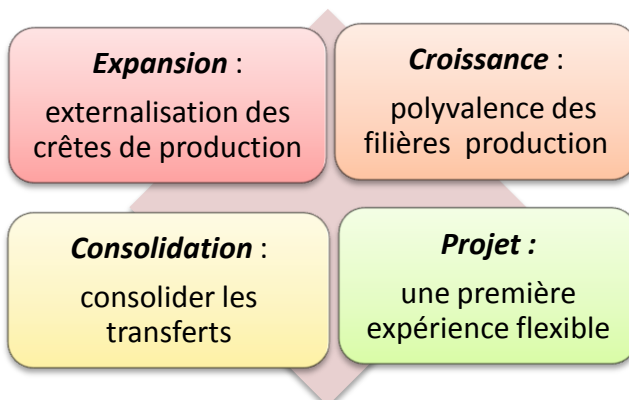 Expansion :
externalisation des
crêtes de production
Croissance :
polyvalence des
filières production
Consolidation :
consolider les
transferts
Projet :
une première
expérience flexible